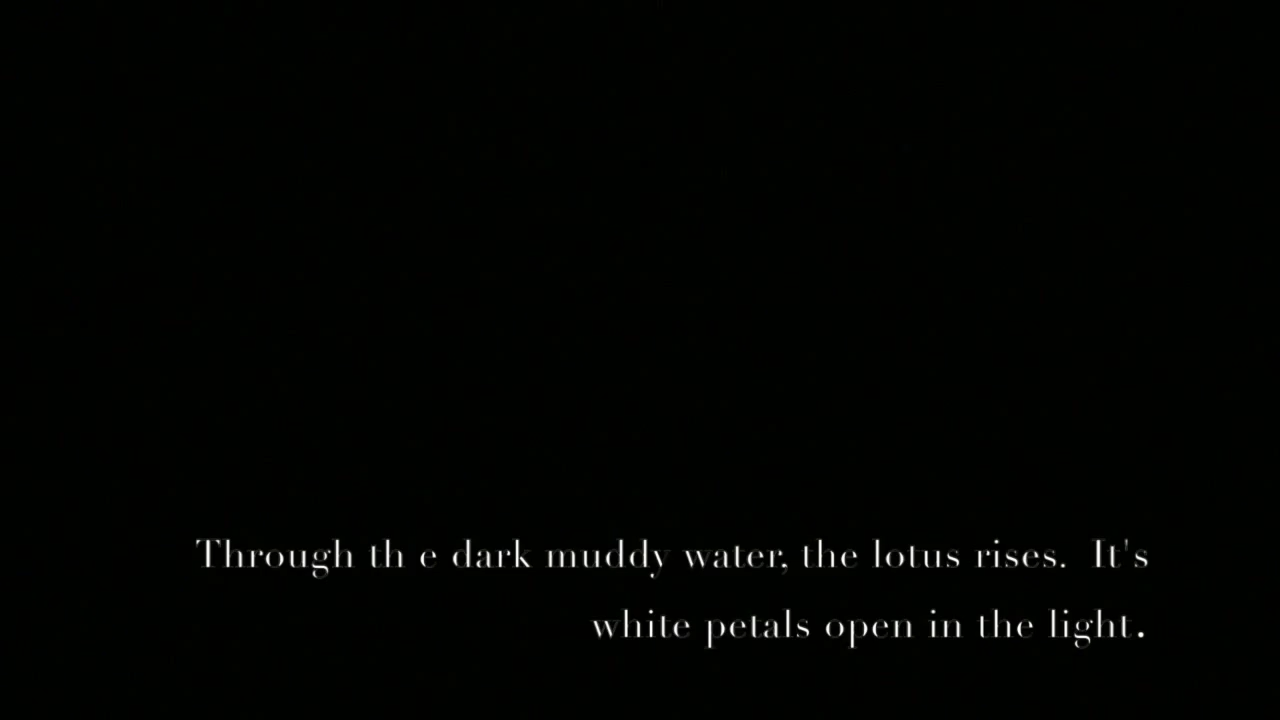 Through th e dark muddy water, the lotus rises.  It's
white petals open in the light.